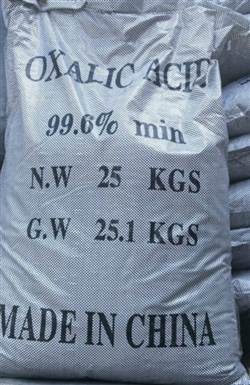 OXALIC ACID
99.6% min
N.W 25 KGS
G.W 25.1 KGS
MADE IN CHINA